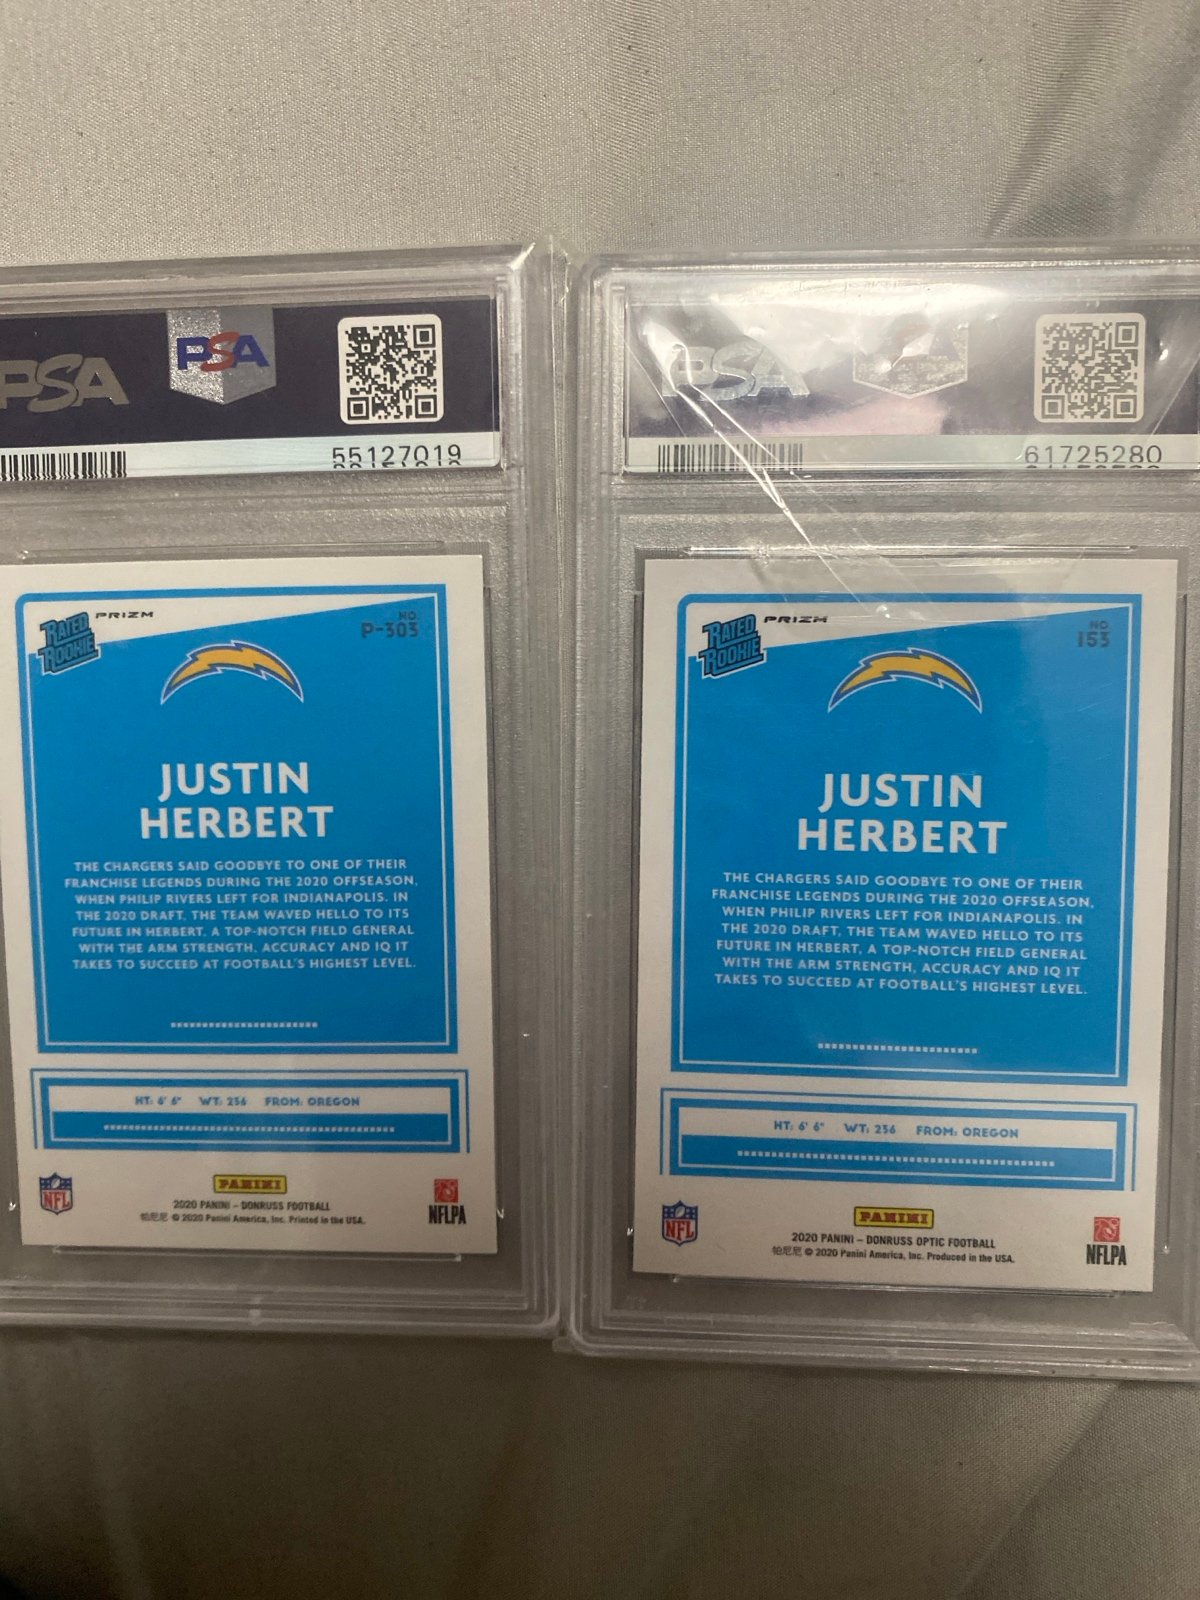 PSA
PSA
55127019
RATED
ROOKIE
PRIZM
NO.
P-303
JUSTIN
HERBERT
THE CHARGERS SAID GOODBYE TO ONE OF THEIR
FRANCHISE LEGENDS DURING THE 2020 OFFSEASON,
WHEN PHILIP RIVERS LEFT FOR INDIANAPOLIS. IN
THE 2020 DRAFT, THE TEAM WAVED HELLO TO ITS
FUTURE IN HERBERT, A TOP-NOTCH FIELD GENERAL
WITH THE ARM STRENGTH, ACCURACY AND IQ IT
TAKES TO SUCCEED AT FOOTBALL'S HIGHEST LEVEL.
HT: 6' 6" WT: 236 FROM: OREGON
NFL
PANINI
2020 PANINI – DONRUSS FOOTBALL
帕尼尼 © 2020 Panini America, Inc. Printed in the USA.
NFLPA
PSA
PSA
61725280
RATED
ROOKIE
PRIZM
NO.
153
JUSTIN
HERBERT
THE CHARGERS SAID GOODBYE TO ONE OF THEIR
FRANCHISE LEGENDS DURING THE 2020 OFFSEASON,
WHEN PHILIP RIVERS LEFT FOR INDIANAPOLIS. IN
THE 2020 DRAFT, THE TEAM WAVED HELLO TO ITS
FUTURE IN HERBERT, A TOP-NOTCH FIELD GENERAL
WITH THE ARM STRENGTH, ACCURACY AND IQ IT
TAKES TO SUCCEED AT FOOTBALL'S HIGHEST LEVEL.
HT: 6' 6" WT: 236 FROM: OREGON
NFL
PANINI
2020 PANINI – DONRUSS OPTIC FOOTBALL
帕尼尼 © 2020 Panini America, Inc. Produced in the USA.
NFLPA